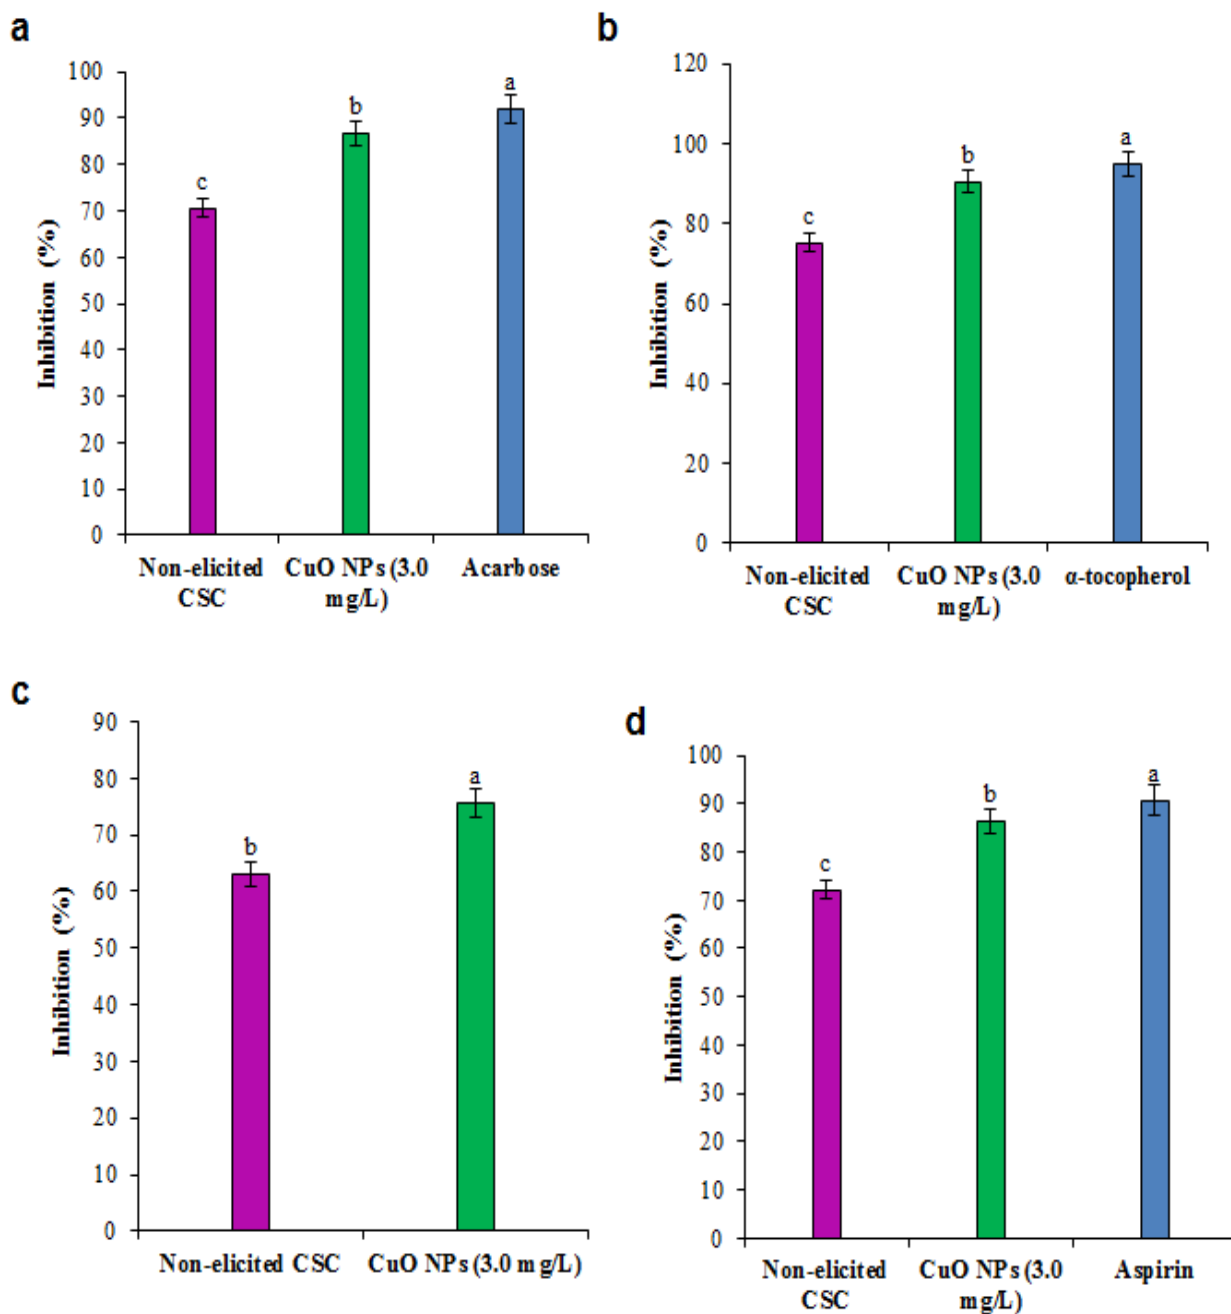 a
100
90
80
70
60
50
40
30
20
10
0
Inhibition (%)
c
b
a
Non-elicited
CSC
CuO NPs (3.0
mg/L)
Acarbose
b
120
100
80
60
40
20
0
Inhibition (%)
c
b
a
Non-elicited
CSC
CuO NPs (3.0
mg/L)
α-tocopherol
c
90
80
70
60
50
40
30
20
10
0
Inhibition (%)
b
a
Non-elicited CSC
CuO NPs (3.0 mg/L)
d
100
90
80
70
60
50
40
30
20
10
0
Inhibition (%)
c
b
a
Non-elicited
CSC
CuO NPs (3.0
mg/L)
Aspirin